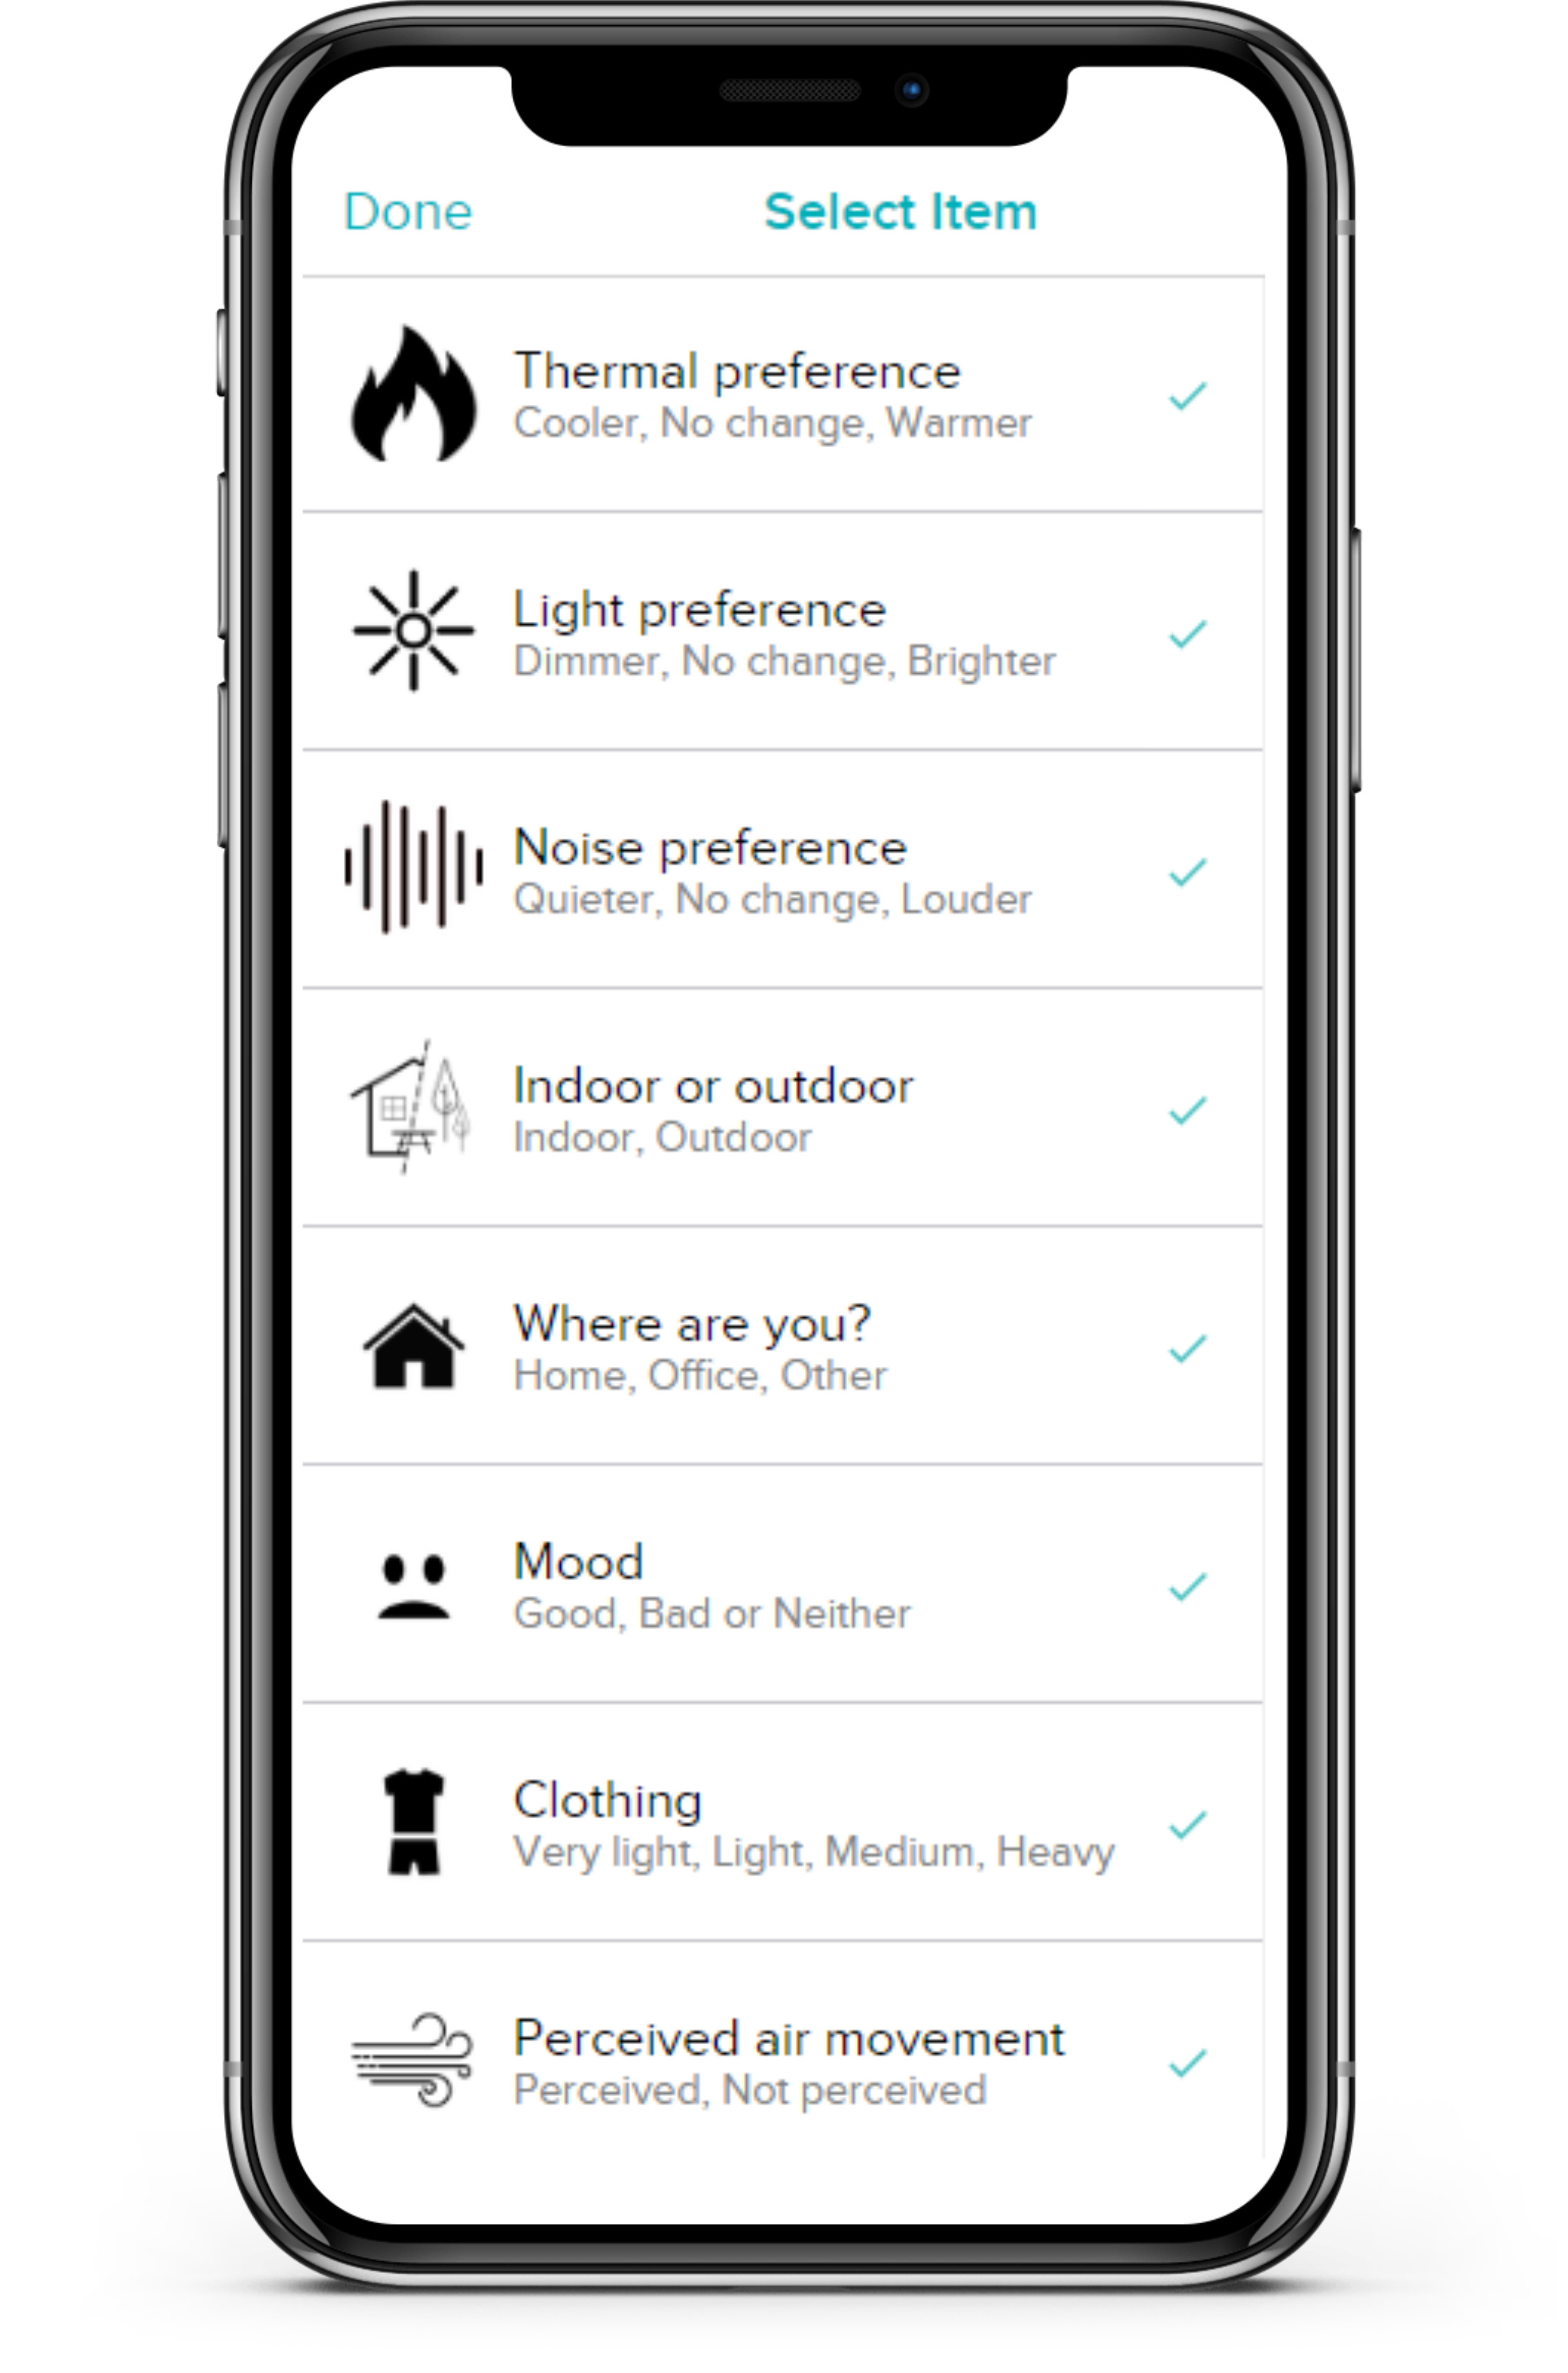 Done
Select Item
Thermal preference
Cooler, No change, Warmer
Light preference
Dimmer, No change, Brighter
Noise preference
Quieter, No change, Louder
Indoor or outdoor
Indoor, Outdoor
Where are you?
Home, Office, Other
Mood
Good, Bad or Neither
Clothing
Very light, Light, Medium, Heavy
Perceived air movement
Perceived, Not perceived